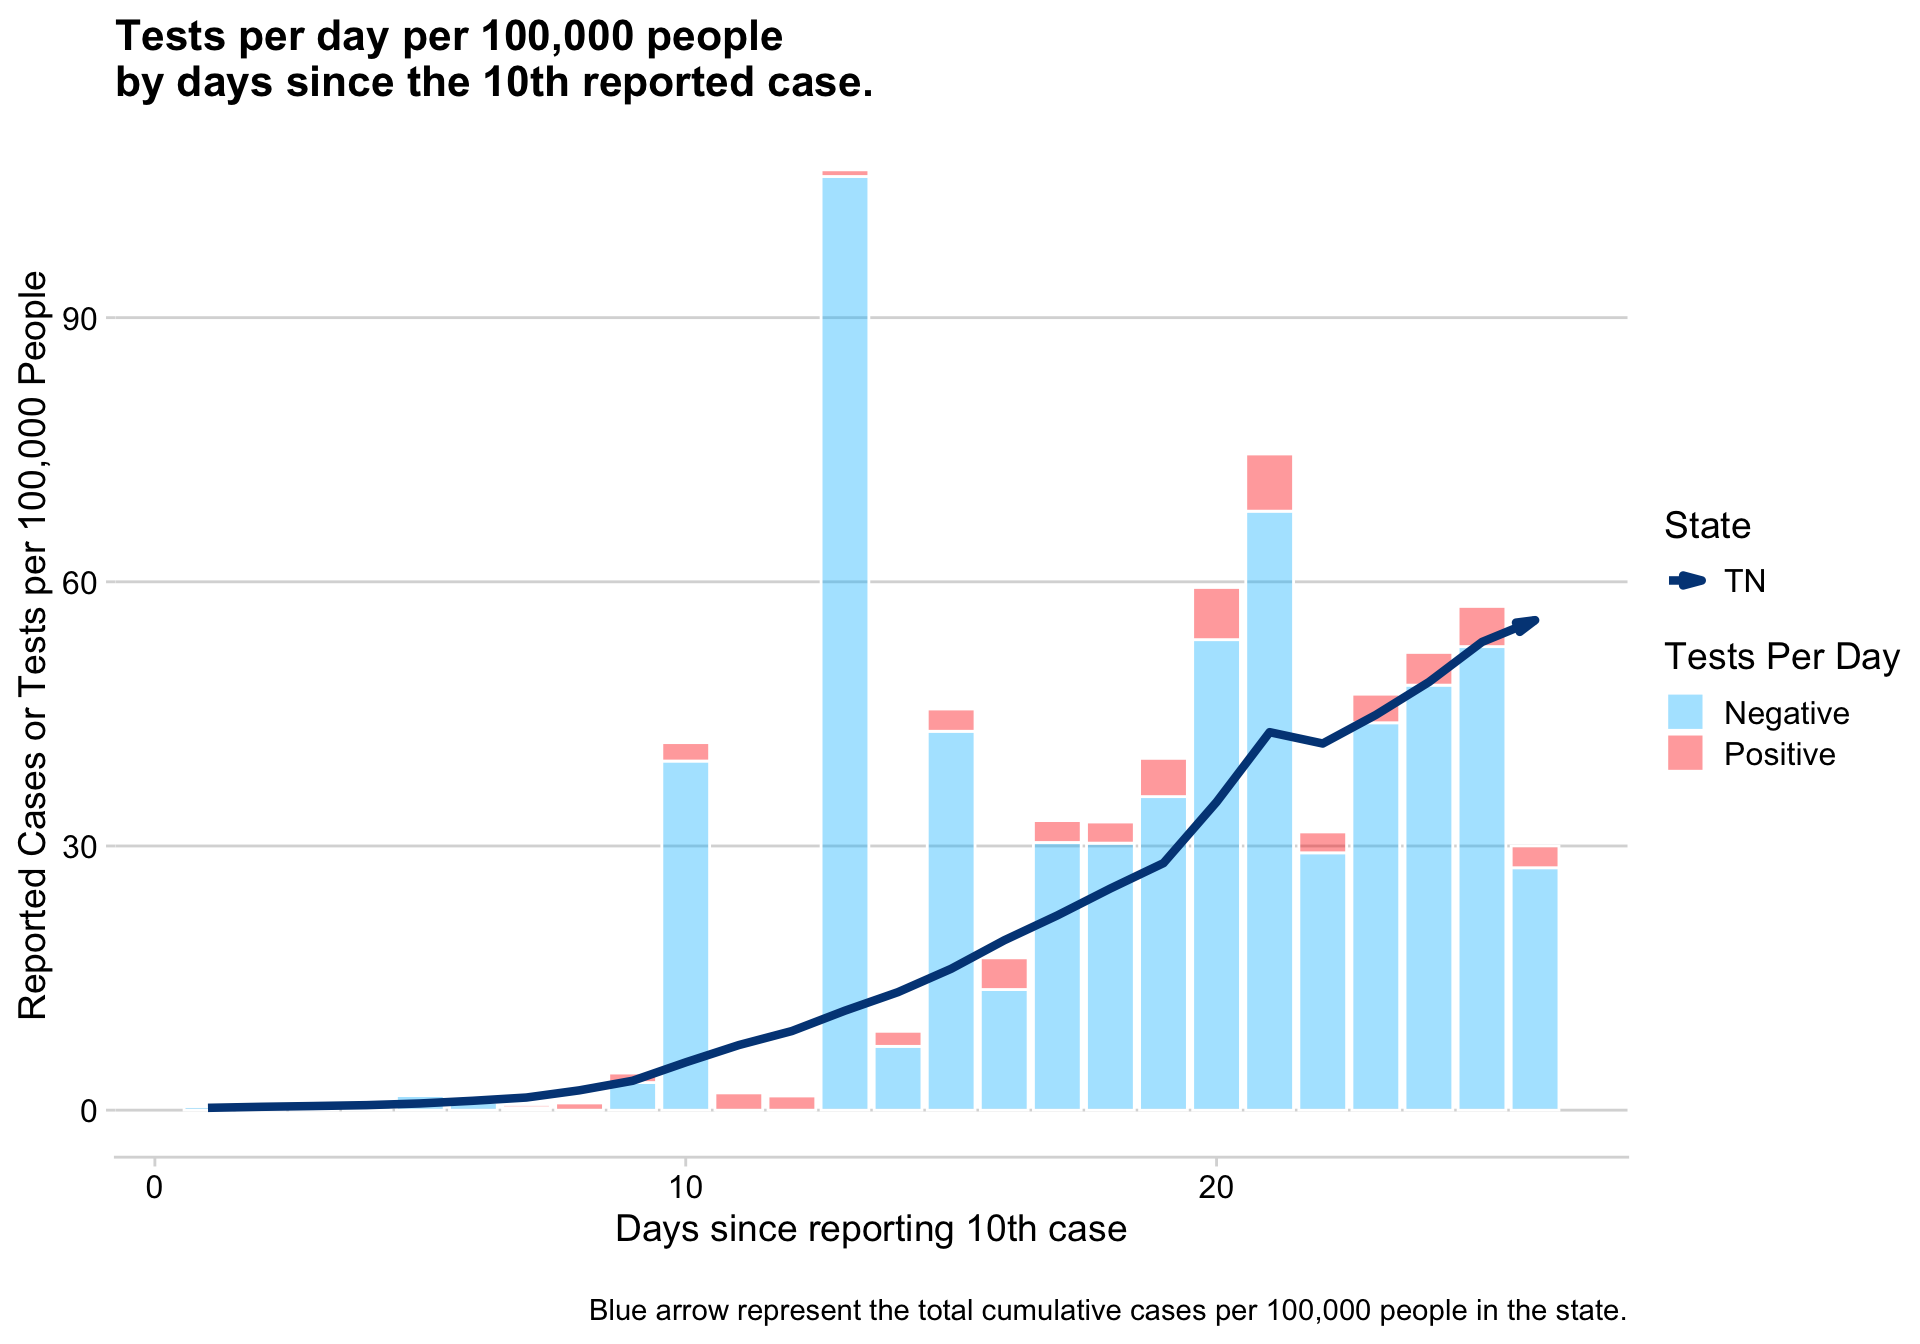 Tests per day per 100,000 people
by days since the 10th reported case.
Reported Cases or Tests per 100,000 People
90
60
30
0
0
10
20
Days since reporting 10th case
State
TN
Tests Per Day
Negative
Positive
Blue arrow represent the total cumulative cases per 100,000 people in the state.